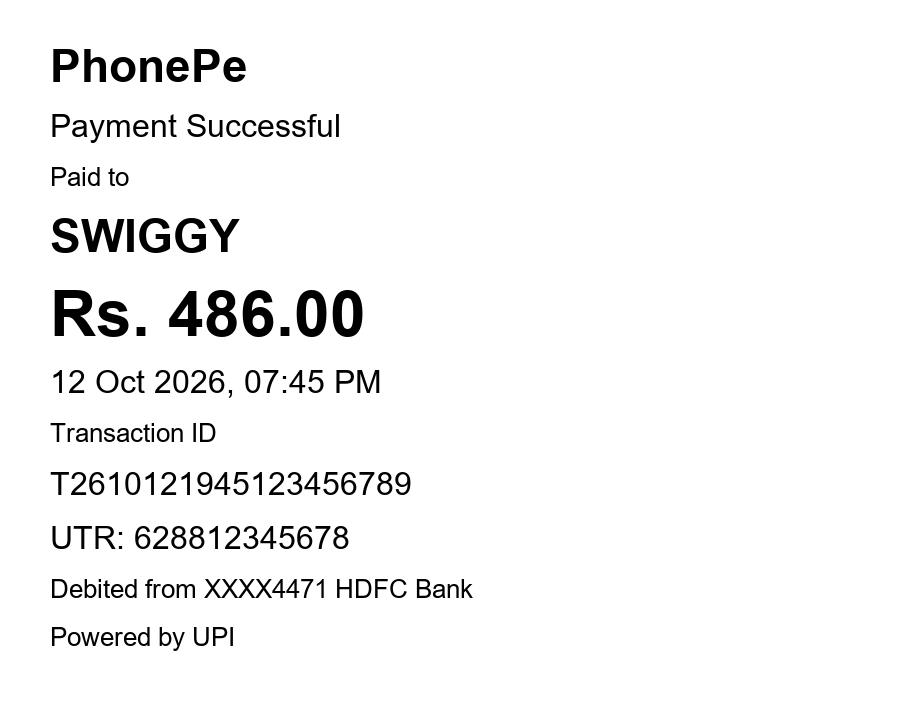 PhonePe
Payment Successful
Paid to
SWIGGY
Rs. 486.00
12 Oct 2026, 07:45 PM
Transaction ID
T2610121945123456789
UTR: 628812345678
Debited from XXXX4471 HDFC Bank
Powered by UPI